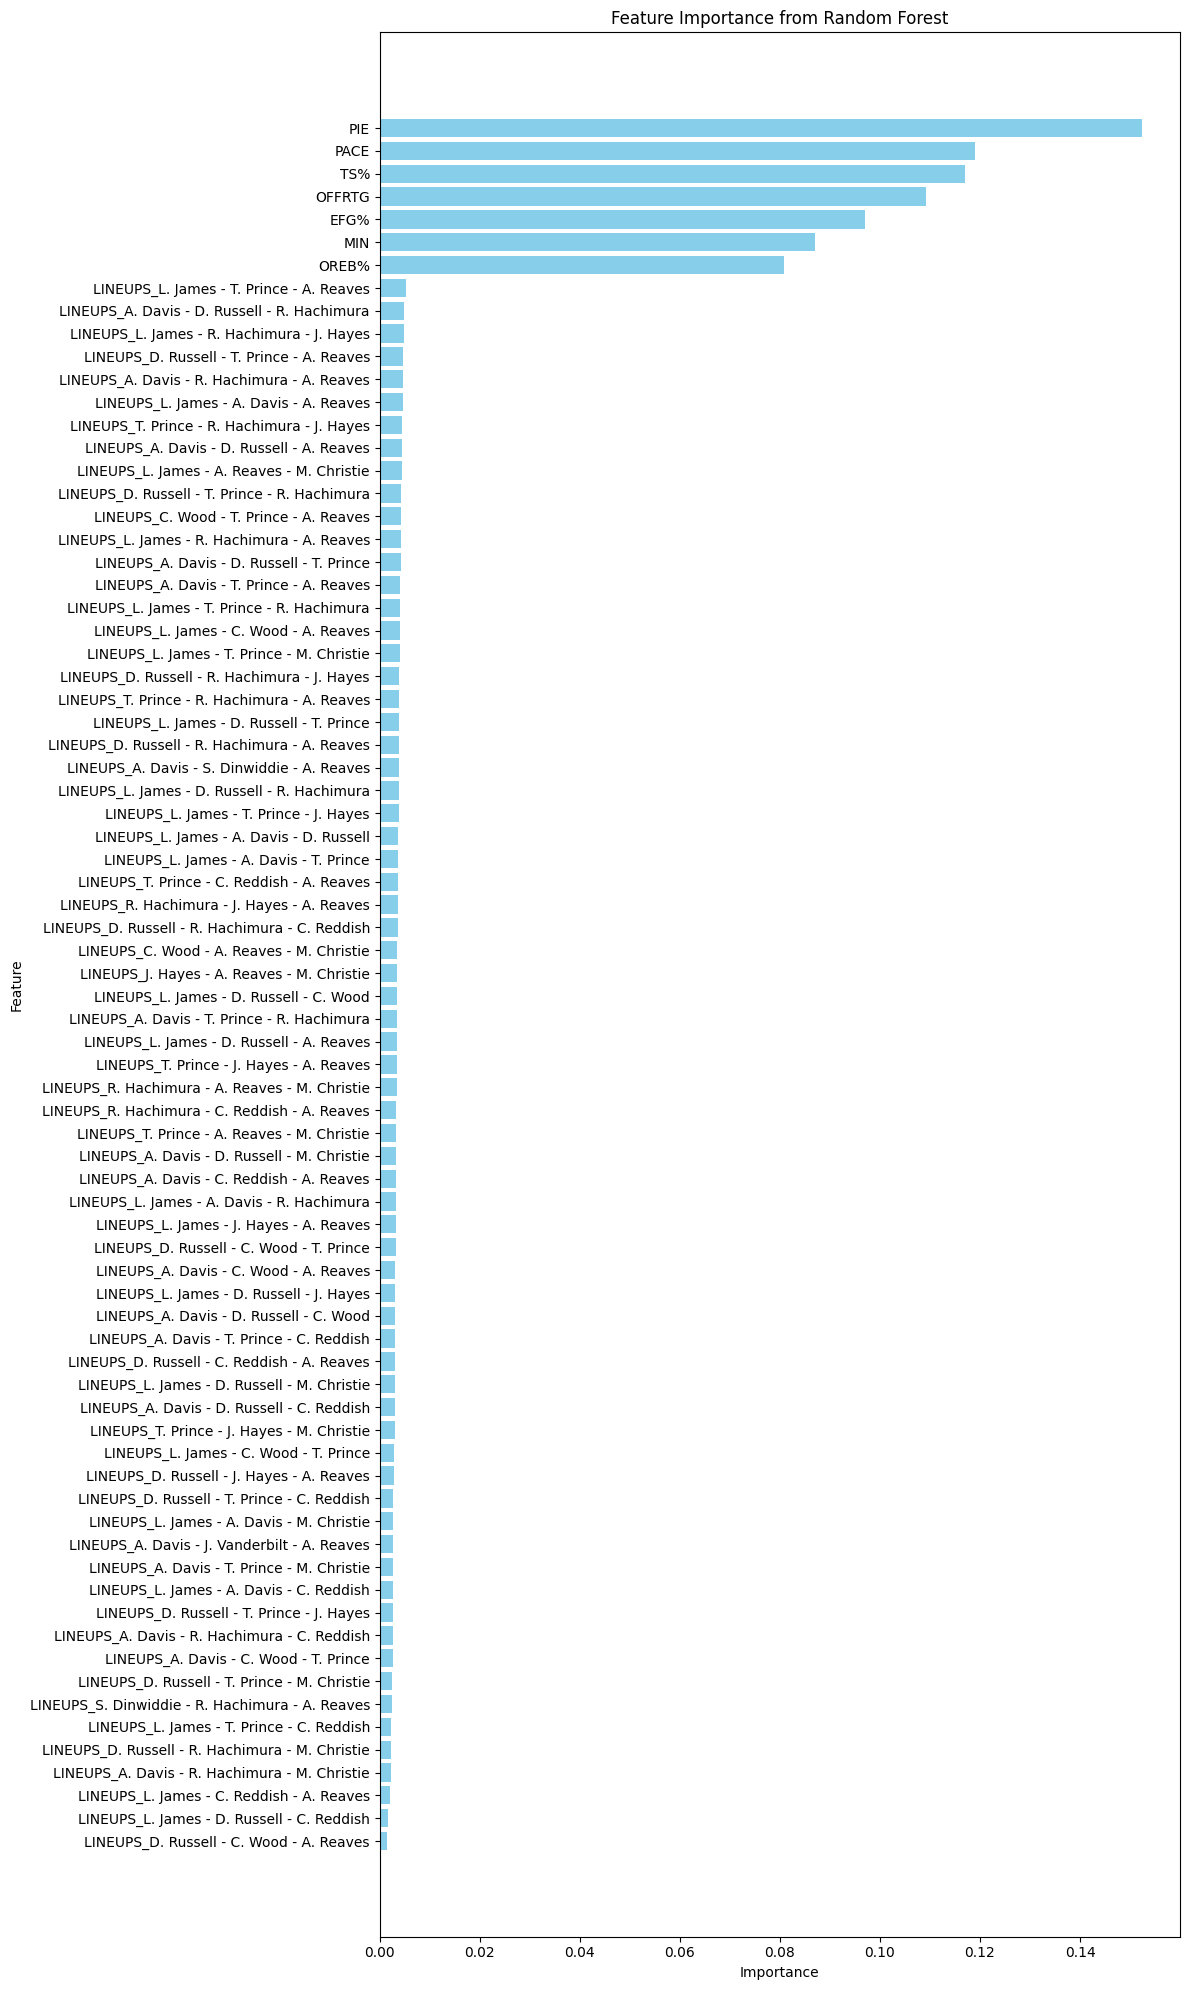 Feature Importance from Random Forest
PIE
PACE
TS%
OFFRTG
EFG%
MIN
OREB%
LINEUPS_L. James - T. Prince - A. Reaves
LINEUPS_A. Davis - D. Russell - R. Hachimura
LINEUPS_L. James - R. Hachimura - J. Hayes
LINEUPS_D. Russell - T. Prince - A. Reaves
LINEUPS_A. Davis - R. Hachimura - A. Reaves
LINEUPS_L. James - A. Davis - A. Reaves
LINEUPS_T. Prince - R. Hachimura - J. Hayes
LINEUPS_A. Davis - D. Russell - A. Reaves
LINEUPS_L. James - A. Reaves - M. Christie
LINEUPS_D. Russell - T. Prince - R. Hachimura
LINEUPS_C. Wood - T. Prince - A. Reaves
LINEUPS_L. James - R. Hachimura - A. Reaves
LINEUPS_A. Davis - D. Russell - T. Prince
LINEUPS_A. Davis - T. Prince - A. Reaves
LINEUPS_L. James - T. Prince - R. Hachimura
LINEUPS_L. James - C. Wood - A. Reaves
LINEUPS_L. James - T. Prince - M. Christie
LINEUPS_D. Russell - R. Hachimura - J. Hayes
LINEUPS_T. Prince - R. Hachimura - A. Reaves
LINEUPS_L. James - D. Russell - T. Prince
LINEUPS_D. Russell - R. Hachimura - A. Reaves
LINEUPS_A. Davis - S. Dinwiddie - A. Reaves
LINEUPS_L. James - D. Russell - R. Hachimura
LINEUPS_L. James - T. Prince - J. Hayes
LINEUPS_L. James - A. Davis - D. Russell
LINEUPS_L. James - A. Davis - T. Prince
LINEUPS_T. Prince - C. Reddish - A. Reaves
LINEUPS_R. Hachimura - J. Hayes - A. Reaves
LINEUPS_D. Russell - R. Hachimura - C. Reddish
LINEUPS_C. Wood - A. Reaves - M. Christie
LINEUPS_J. Hayes - A. Reaves - M. Christie
LINEUPS_L. James - D. Russell - C. Wood
LINEUPS_A. Davis - T. Prince - R. Hachimura
LINEUPS_L. James - D. Russell - A. Reaves
LINEUPS_T. Prince - J. Hayes - A. Reaves
LINEUPS_R. Hachimura - A. Reaves - M. Christie
LINEUPS_R. Hachimura - C. Reddish - A. Reaves
LINEUPS_T. Prince - A. Reaves - M. Christie
LINEUPS_A. Davis - D. Russell - M. Christie
LINEUPS_A. Davis - C. Reddish - A. Reaves
LINEUPS_L. James - A. Davis - R. Hachimura
LINEUPS_L. James - J. Hayes - A. Reaves
LINEUPS_D. Russell - C. Wood - T. Prince
LINEUPS_A. Davis - C. Wood - A. Reaves
LINEUPS_L. James - D. Russell - J. Hayes
LINEUPS_A. Davis - D. Russell - C. Wood
LINEUPS_A. Davis - T. Prince - C. Reddish
LINEUPS_D. Russell - C. Reddish - A. Reaves
LINEUPS_L. James - D. Russell - M. Christie
LINEUPS_A. Davis - D. Russell - C. Reddish
LINEUPS_T. Prince - J. Hayes - M. Christie
LINEUPS_L. James - C. Wood - T. Prince
LINEUPS_D. Russell - J. Hayes - A. Reaves
LINEUPS_D. Russell - T. Prince - C. Reddish
LINEUPS_L. James - A. Davis - M. Christie
LINEUPS_A. Davis - J. Vanderbilt - A. Reaves
LINEUPS_A. Davis - T. Prince - M. Christie
LINEUPS_L. James - A. Davis - C. Reddish
LINEUPS_D. Russell - T. Prince - J. Hayes
LINEUPS_A. Davis - R. Hachimura - C. Reddish
LINEUPS_A. Davis - C. Wood - T. Prince
LINEUPS_D. Russell - T. Prince - M. Christie
LINEUPS_S. Dinwiddie - R. Hachimura - A. Reaves
LINEUPS_L. James - T. Prince - C. Reddish
LINEUPS_D. Russell - R. Hachimura - M. Christie
LINEUPS_A. Davis - R. Hachimura - M. Christie
LINEUPS_L. James - C. Reddish - A. Reaves
LINEUPS_L. James - D. Russell - C. Reddish
LINEUPS_D. Russell - C. Wood - A. Reaves
Feature
0.00 0.02 0.04 0.06 0.08 0.10 0.12 0.14
Importance